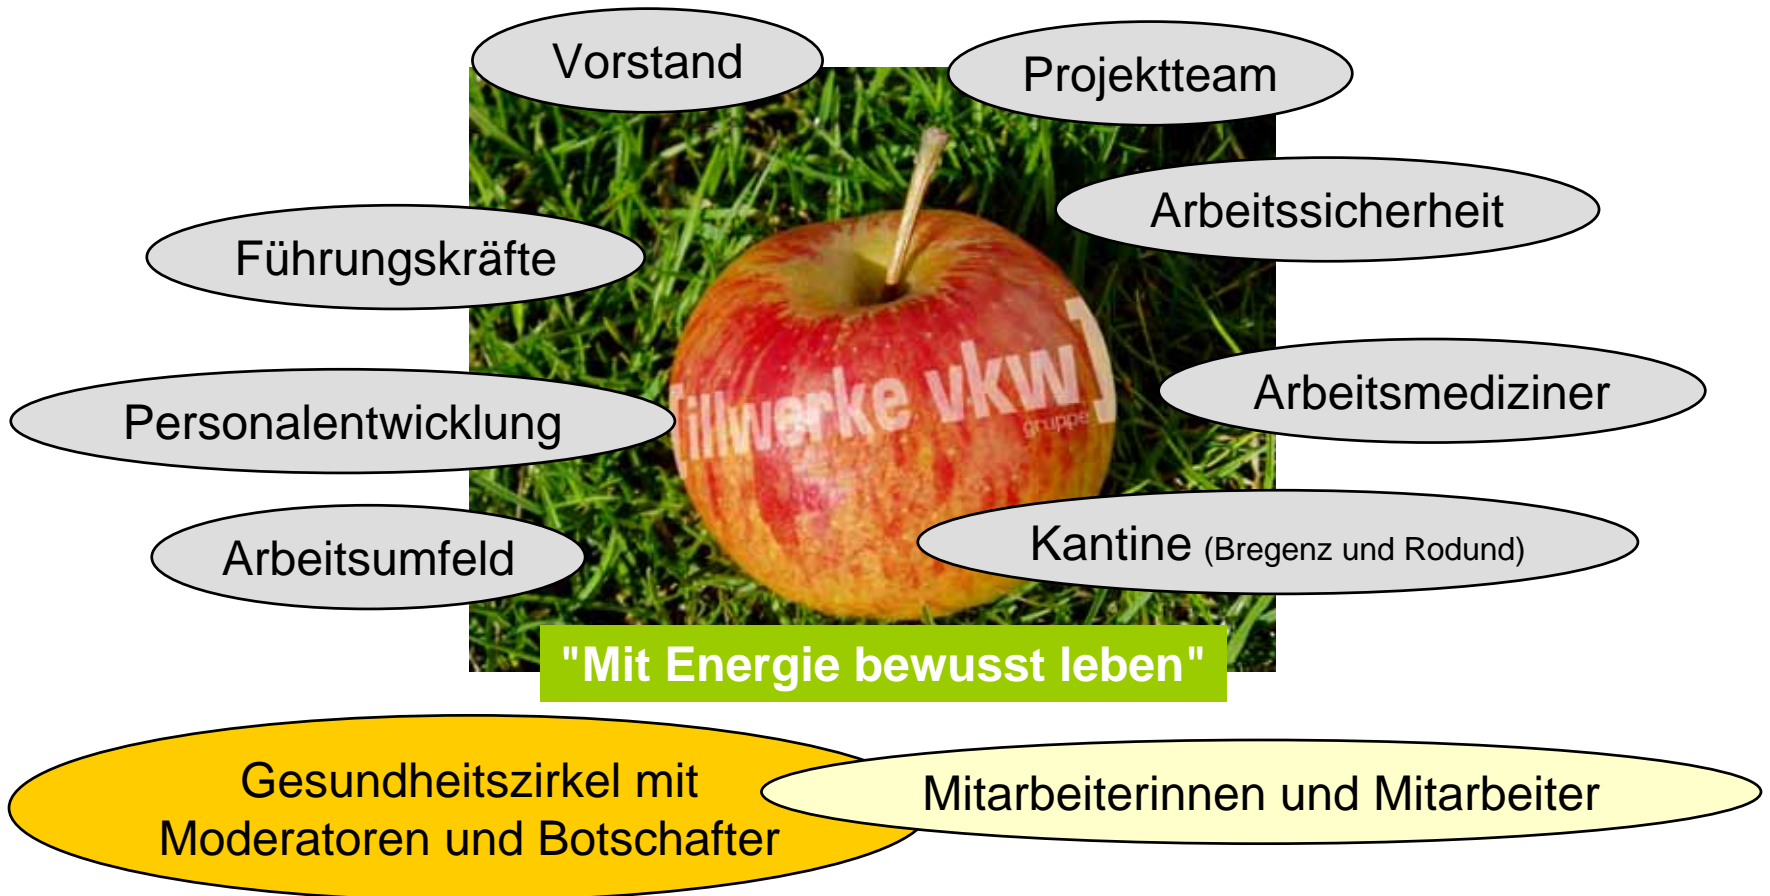 Vorstand
Projektteam
Arbeitssicherheit
Führungskräfte
Arbeitsmediziner
Personalentwicklung
[illwerke vkw]
gruppe
Kantine (Bregenz und Rodund)
Arbeitsumfeld
"Mit Energie bewusst leben"
Gesundheitszirkel mit
Moderatoren und Botschafter
Mitarbeiterinnen und Mitarbeiter